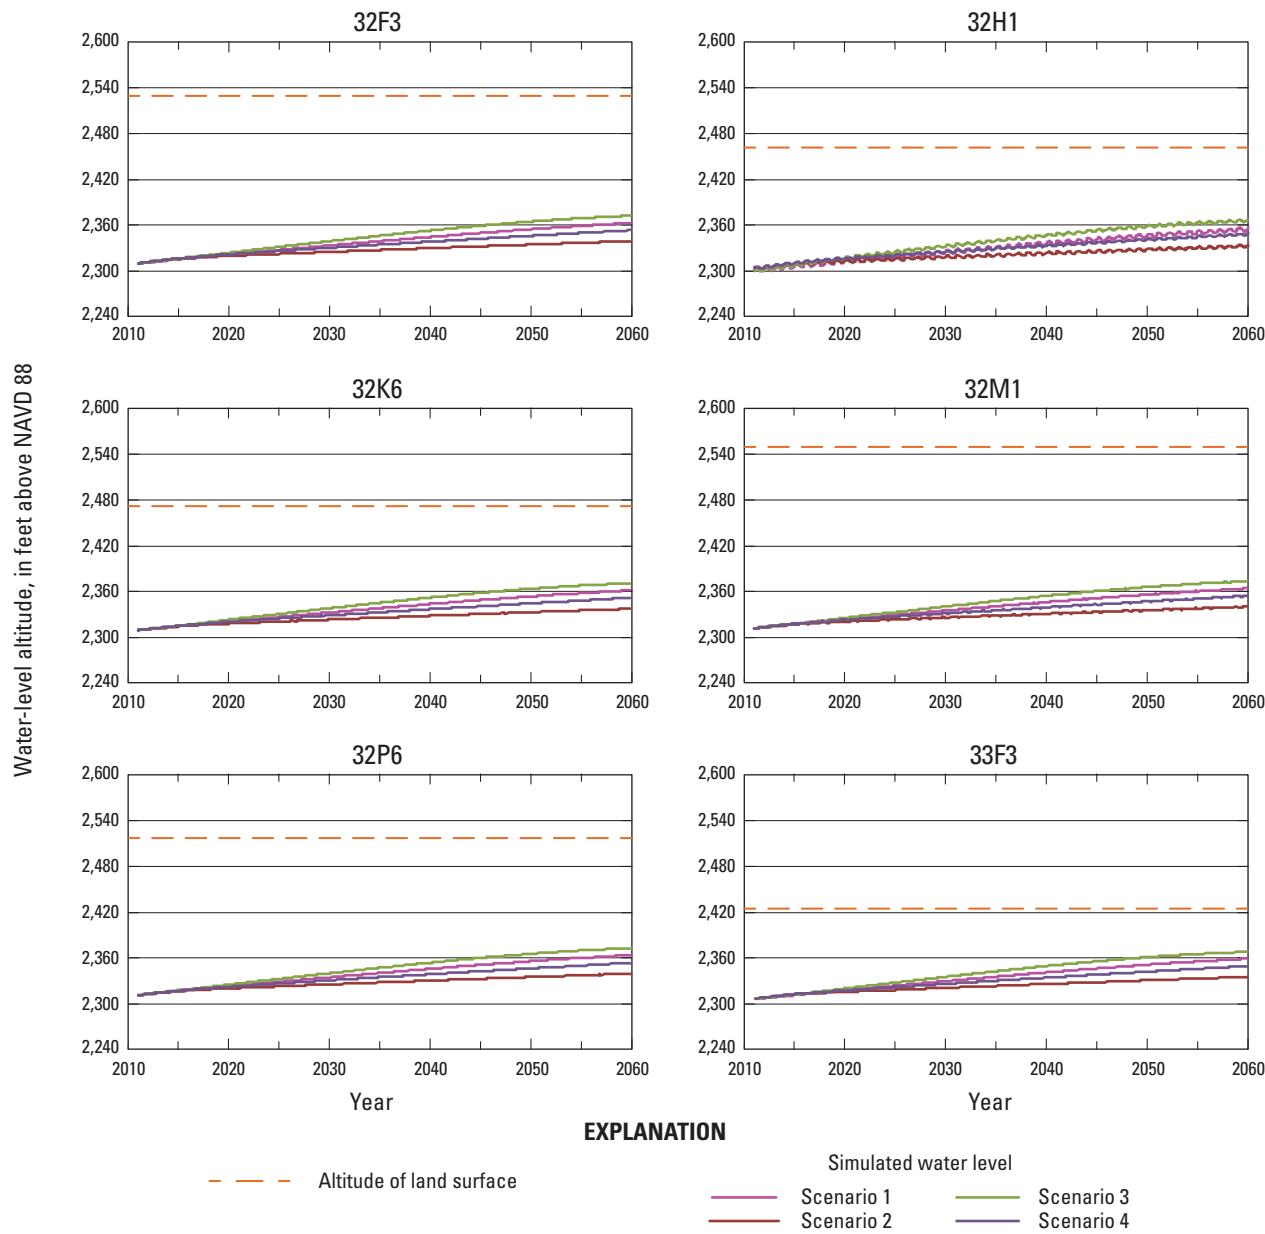 32F3
2,600
2,540
2,480
2,420
2,360
2,300
2,240
2010 2020 2030 2040 2050 2060
32H1
2,600
2,540
2,480
2,420
2,360
2,300
2,240
2010 2020 2030 2040 2050 2060
Water-level altitude, in feet above NAVD 88
32K6
2,600
2,540
2,480
2,420
2,360
2,300
2,240
2010 2020 2030 2040 2050 2060
32M1
2,600
2,540
2,480
2,420
2,360
2,300
2,240
2010 2020 2030 2040 2050 2060
32P6
2,600
2,540
2,480
2,420
2,360
2,300
2,240
2010 2020 2030 2040 2050 2060
Year
33F3
2,600
2,540
2,480
2,420
2,360
2,300
2,240
2010 2020 2030 2040 2050 2060
Year
EXPLANATION
Altitude of land surface
Simulated water level
Scenario 1
Scenario 2
Scenario 3
Scenario 4